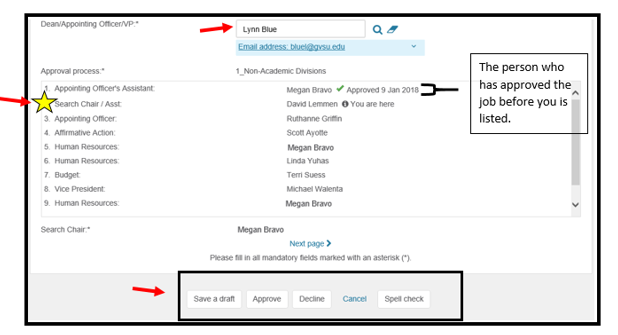 Dean/Appointing Officer/VP:*
Lynn Blue
Email address: bluel@gvsu.edu
Approval process:* 1_Non-Academic Divisions
1. Appointing Officer's Assistant: Megan Bravo ✔ Approved 9 Jan 2018
Search Chair / Asst: David Lemmen You are here
3. Appointing Officer: Ruthanne Griffin
4. Affirmative Action: Scott Ayotte
5. Human Resources: Megan Bravo
6. Human Resources: Linda Yuhas
7. Budget: Terri Suess
8. Vice President: Michael Walenta
9. Human Resources: Megan Bravo
The person who
has approved the
job before you is
listed.
Search Chair:* Megan Bravo
Next page
Please fill in all mandatory fields marked with an asterisk (*).
Save a draft Approve Decline Cancel Spell check